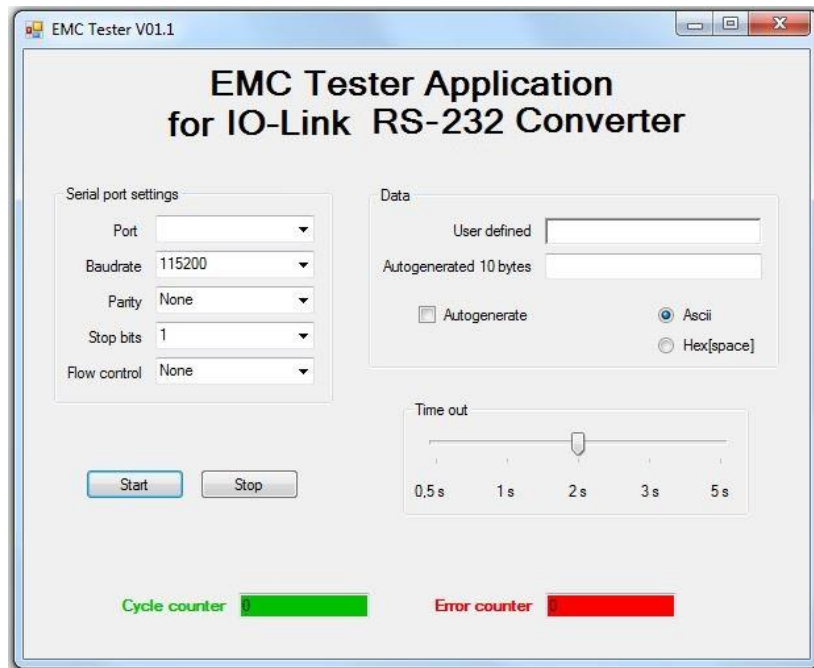 EMC Tester V01.1
EMC Tester Application
for IO-Link RS-232 Converter
Serial port settings
Port
Baudrate 115200
Parity None
Stop bits 1
Flow control None
Data
User defined
Autogenerated 10 bytes
Autogenerate
Ascii
Hex[space]
Time out
0,5 s 1 s 2 s 3 s 5 s
Start Stop
Cycle counter 0 Error counter 0